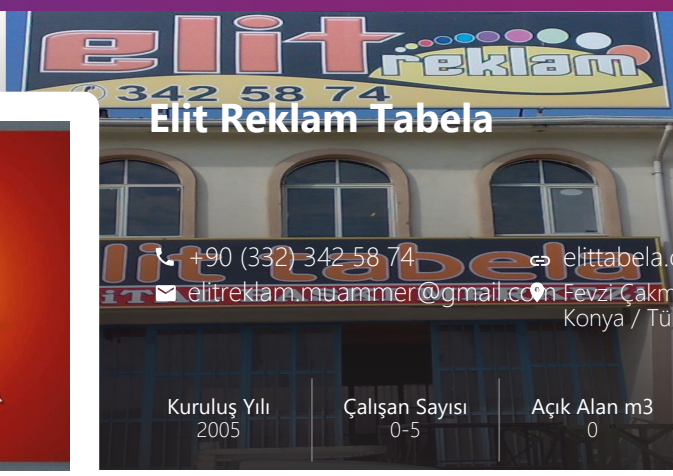 elit
reklam
342 58 74
Elit Reklam Tabela
lit tabela
+90 (332) 342 58 74
elittabela.c
elitreklam.muammer@gmail.com
Fevzi Çakm
Konya / Tü
Kuruluş Yılı
2005
Çalışan Sayısı
0-5
Açık Alan m3
0